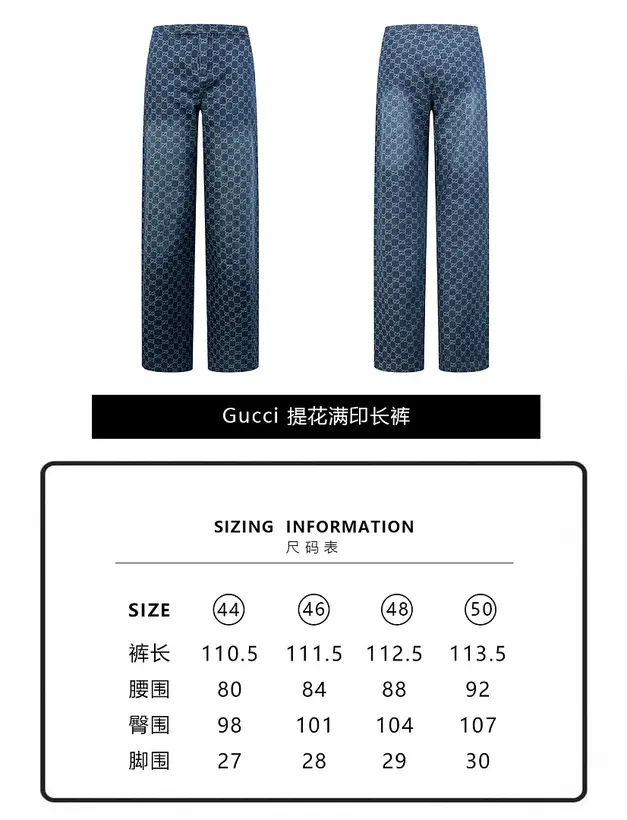 Gucci 提花满印长裤
SIZING INFORMATION
尺码表
SIZE 44 46 48 50
裤长 110.5 111.5 112.5 113.5
腰围 80 84 88 92
臀围 98 101 104 107
脚围 27 28 29 30